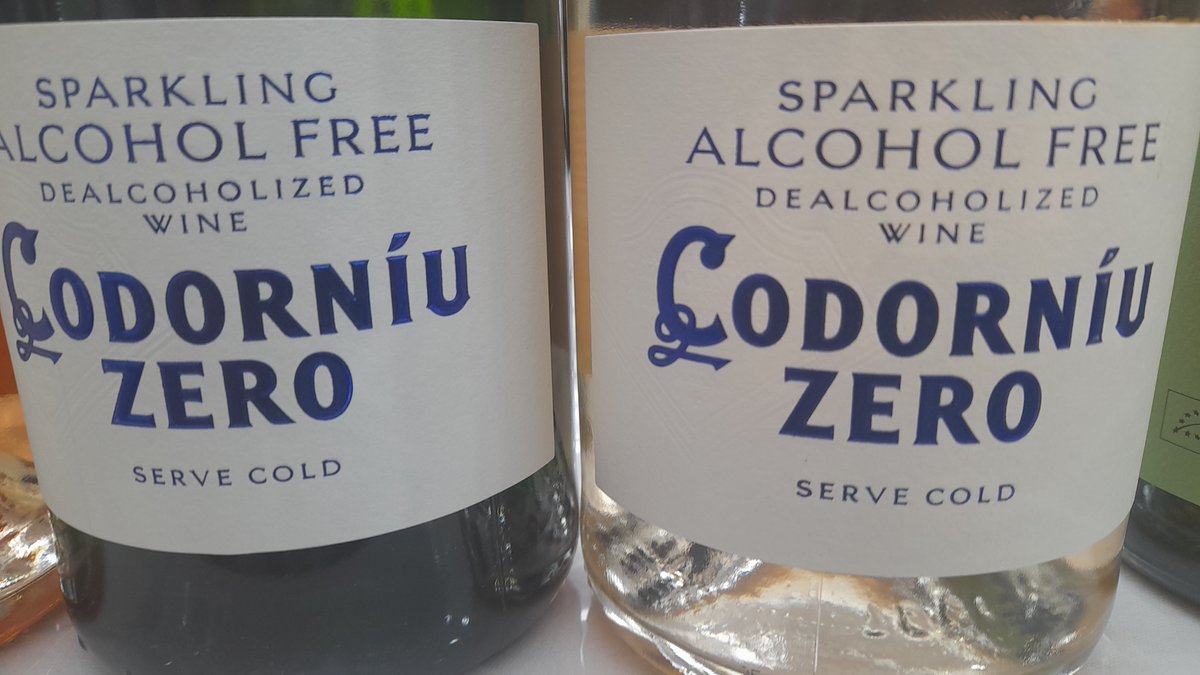 SPARKLING
ALCOHOL FREE
DEALCOHOLIZED
WINE
CODORNÍU
ZERO
SERVE COLD
SPARKLING
ALCOHOL FREE
DEALCOHOLIZED
WINE
CODORNÍU
ZERO
SERVE COLD